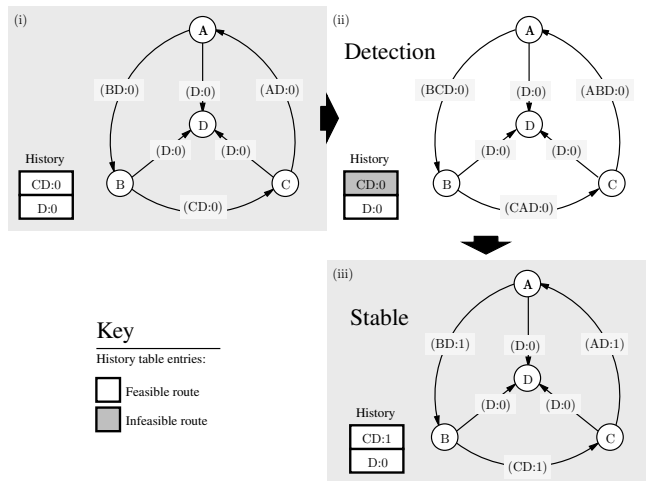 (i)
A
(BD:0)
(D:0)
(AD:0)
D
(D:0)
(D:0)
History
CD:0
D:0
B
C
(CD:0)
(ii)
Detection
A
(BCD:0)
(D:0)
(ABD:0)
D
(D:0)
(D:0)
History
CD:0
D:0
B
C
(CAD:0)
(iii)
Stable
A
(BD:1)
(D:0)
(AD:1)
D
(D:0)
(D:0)
History
CD:1
D:0
B
C
(CD:1)
Key
History table entries:
Feasible route
Infeasible route